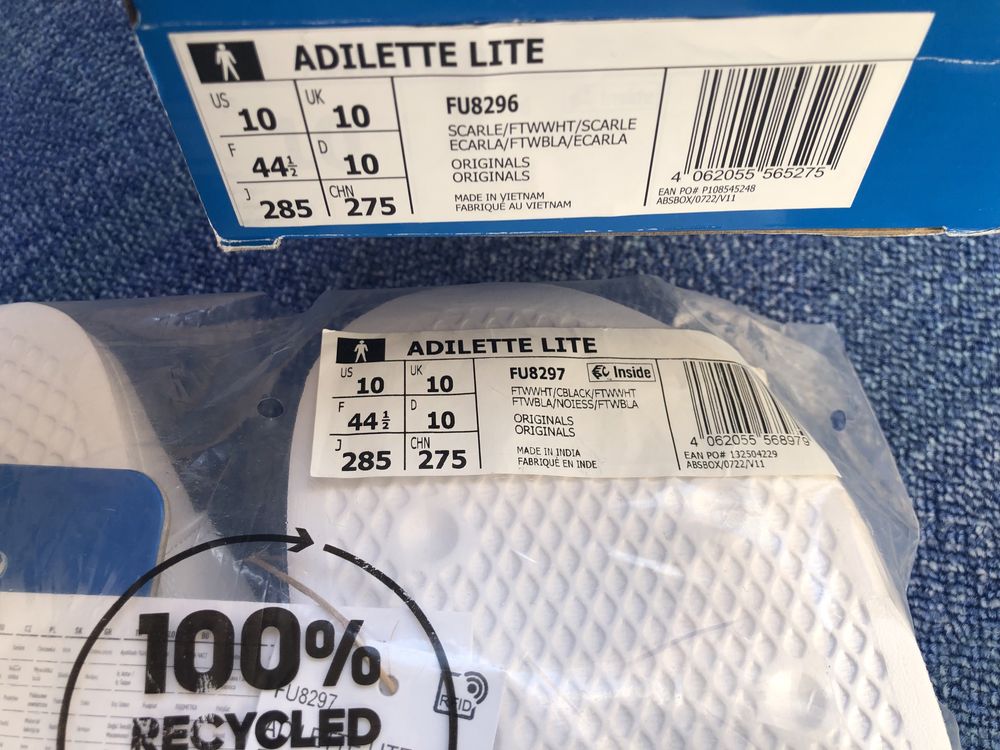 ADILETTE LITE
US 10 UK 10
F 44½ D 10
J 285 CHN 275
FU8296
SCARLE/FTWWHT/SCARLE
ECARLA/FTWBLA/ECARLA
ORIGINALS
ORIGINALS
MADE IN VIETNAM
FABRIQUÉ AU VIETNAM
4 062055 565275
EAN PO# P108545248
ABSBOX/0722/V11
ADILETTE LITE
US 10 UK 10
F 44½ D 10
J 285 CHN 275
FU8297 Inside
FTWWHT/CBLACK/FTWWHT
FTWBLA/NOIESS/FTWBLA
ORIGINALS
ORIGINALS
MADE IN INDIA
FABRIQUÉ EN INDE
4 062055 568979
EAN PO# 132504229
ABSBOX/0722/V11
100%
RECYCLED
FU8297
RFID